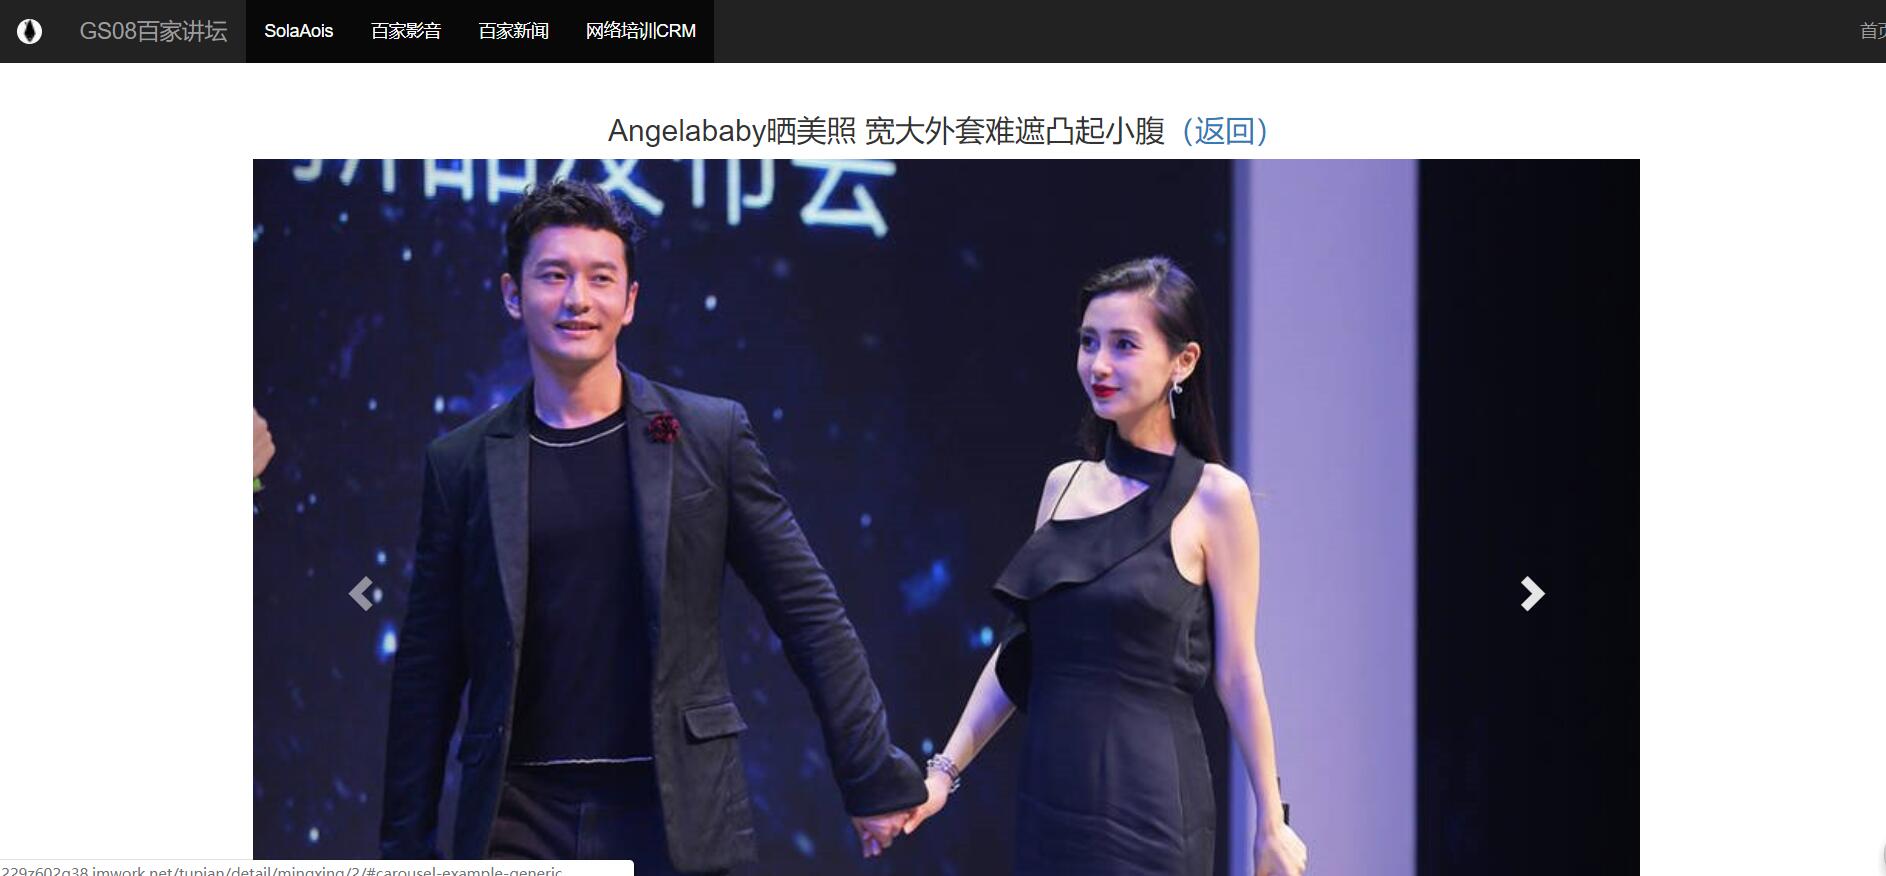 GS08百家讲坛 SolaAois 百家影音 百家新闻 网络培训CRM 首页
Angelababy晒美照 宽大外套难遮凸起小腹（返回）
新品发布会
229z602q38.imwork.net/tupian/detail/mingxing/2/#carousel-example-generic